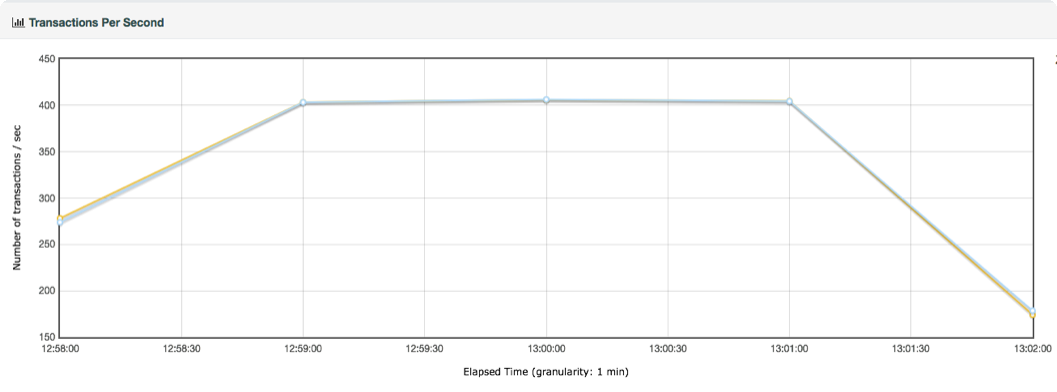 Transactions Per Second
450
400
350
300
250
200
150
Number of transactions / sec
12:58:00 12:58:30 12:59:00 12:59:30 13:00:00 13:00:30 13:01:00 13:01:30 13:02:00
Elapsed Time (granularity: 1 min)